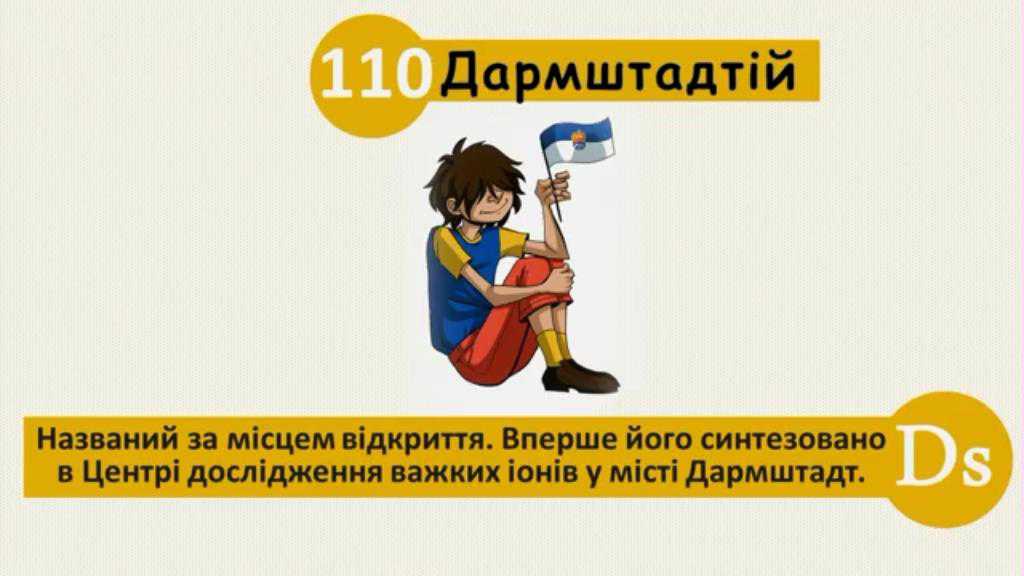 110 Дармштадтій
Названий за місцем відкриття. Вперше його синтезовано
в Центрі дослідження важких іонів у місті Дармштадт.
Ds